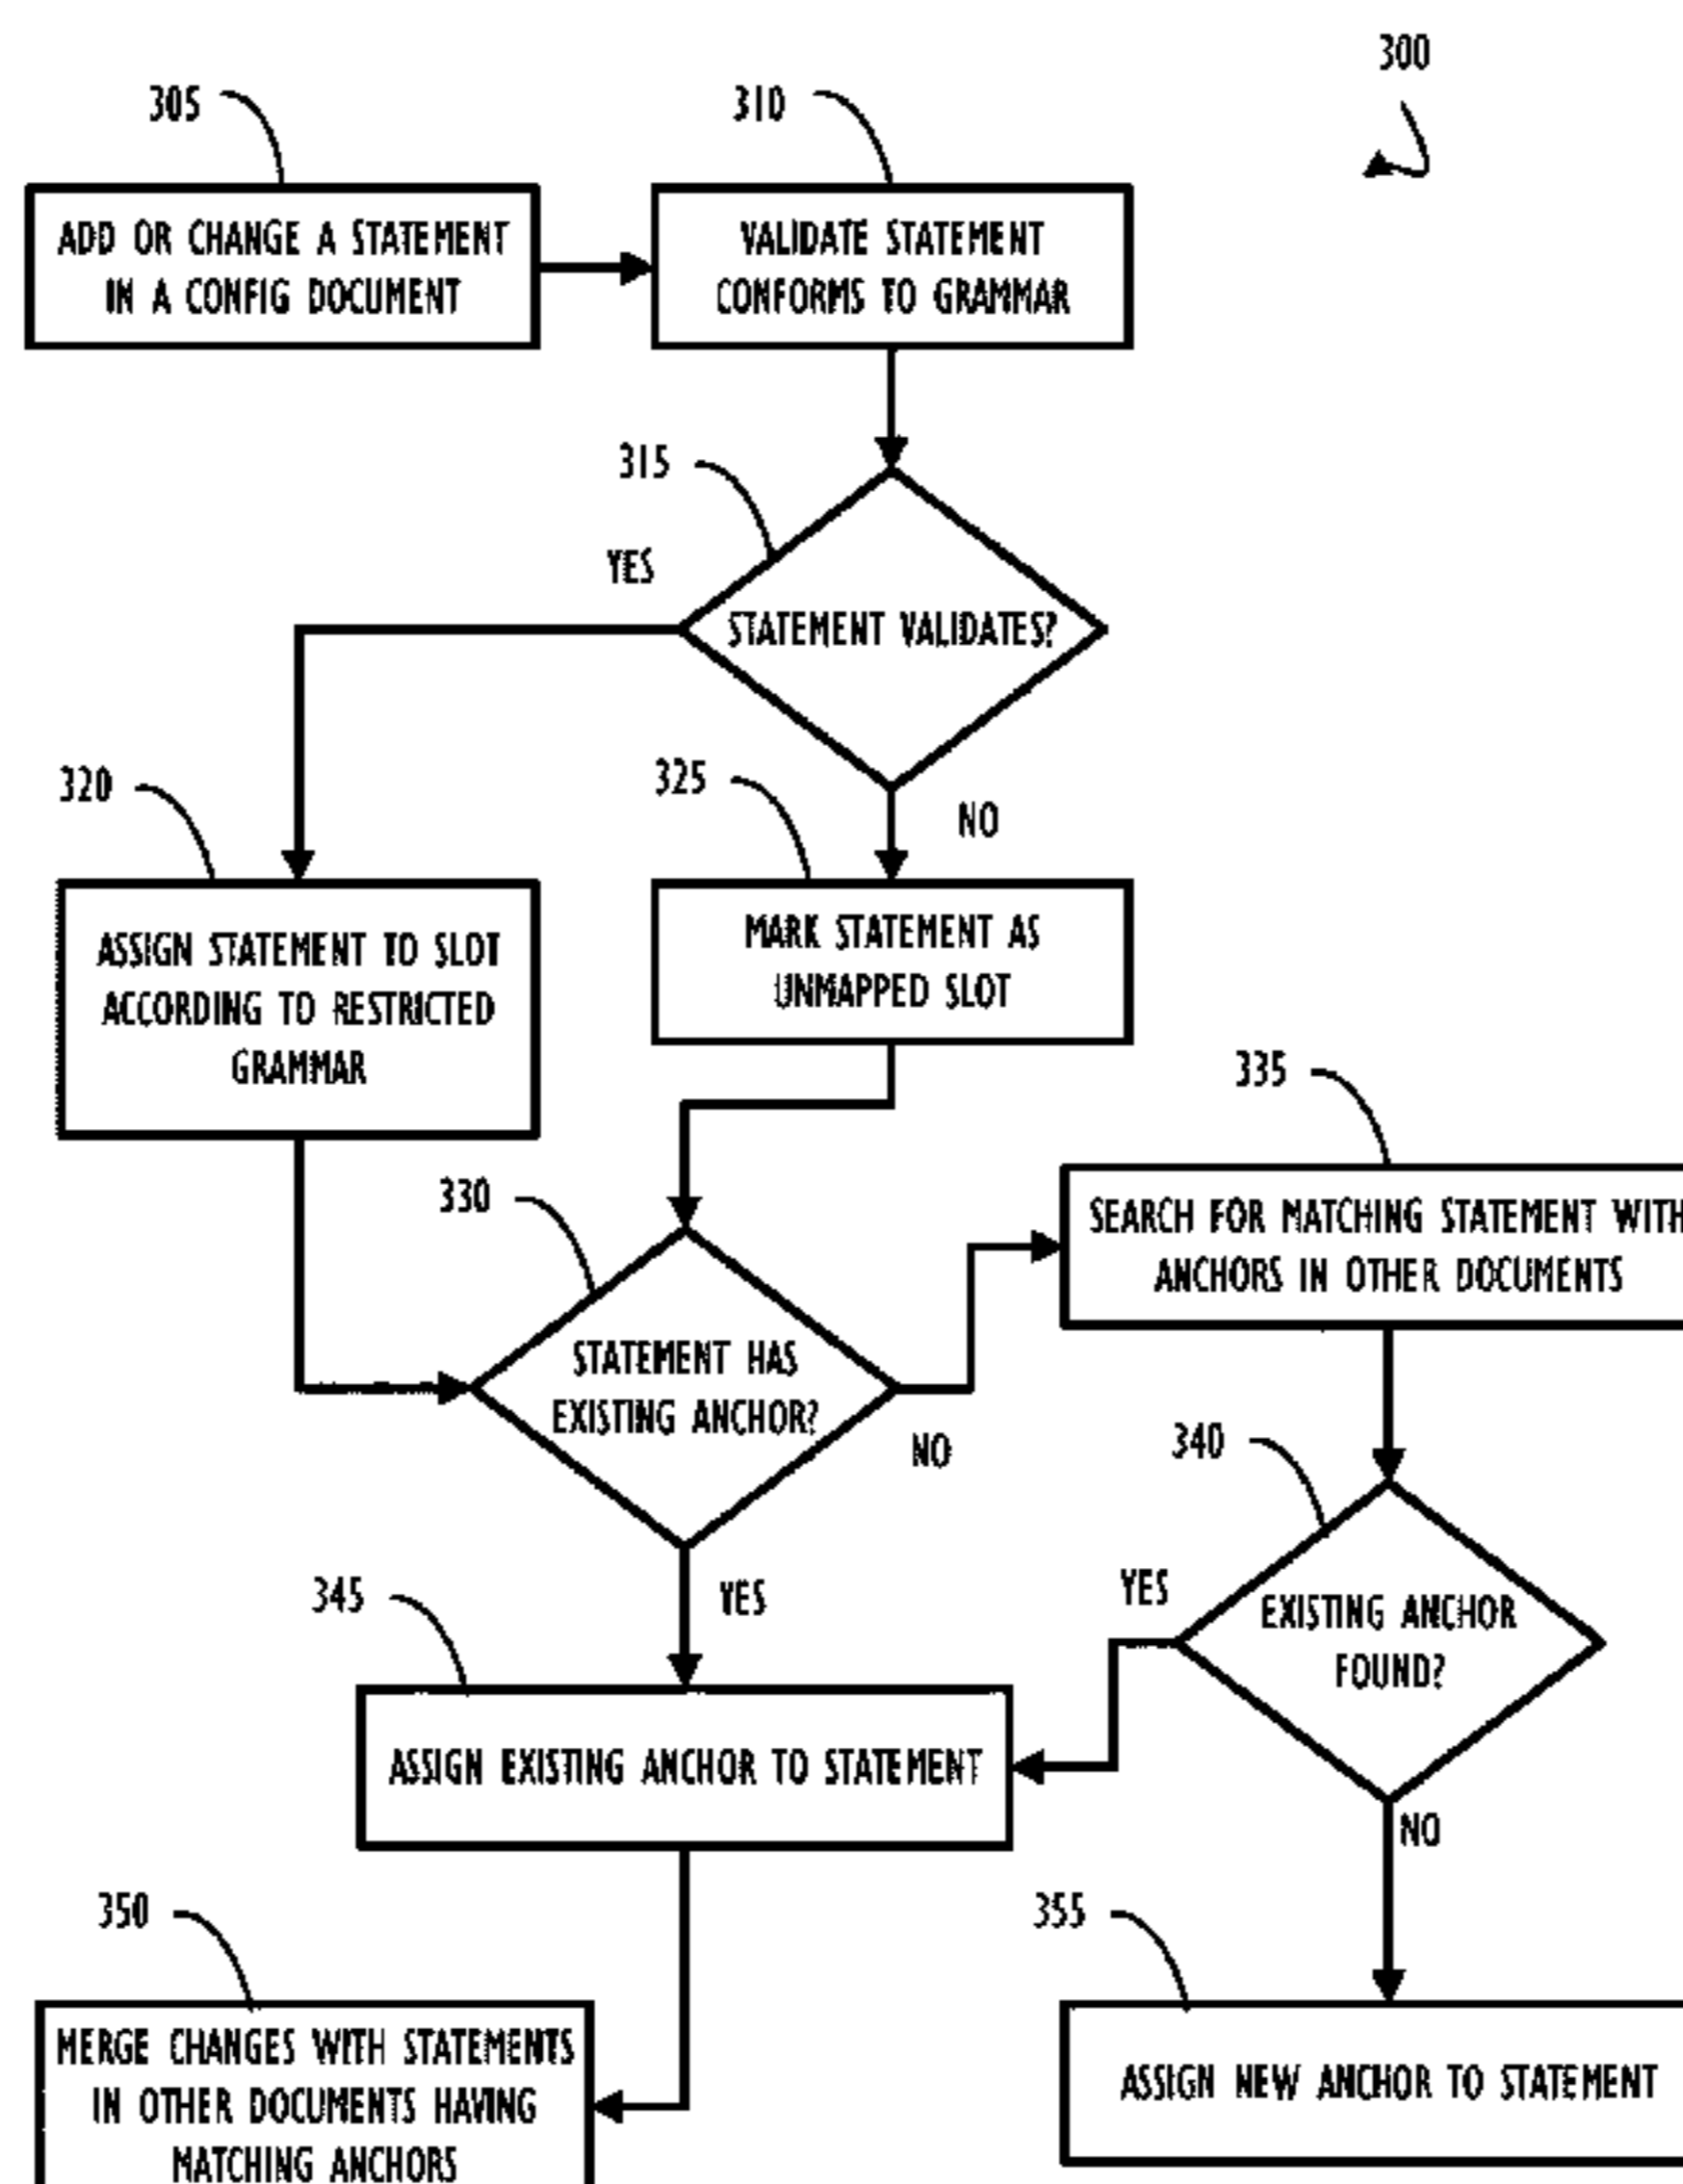 300
305
310
ADD OR CHANGE A STATEMENT
IN A CONFIG DOCUMENT
VALIDATE STATEMENT
CONFORMS TO GRAMMAR
315
YES
STATEMENT VALIDATES?
320
325
NO
ASSIGN STATEMENT TO SLOT
ACCORDING TO RESTRICTED
GRAMMAR
MARK STATEMENT AS
UNMAPPED SLOT
335
330
SEARCH FOR MATCHING STATEMENT WITH
ANCHORS IN OTHER DOCUMENTS
STATEMENT HAS
EXISTING ANCHOR?
NO
340
345
YES
YES
EXISTING ANCHOR
FOUND?
ASSIGN EXISTING ANCHOR TO STATEMENT
NO
350
355
MERGE CHANGES WITH STATEMENTS
IN OTHER DOCUMENTS HAVING
MATCHING ANCHORS
ASSIGN NEW ANCHOR TO STATEMENT